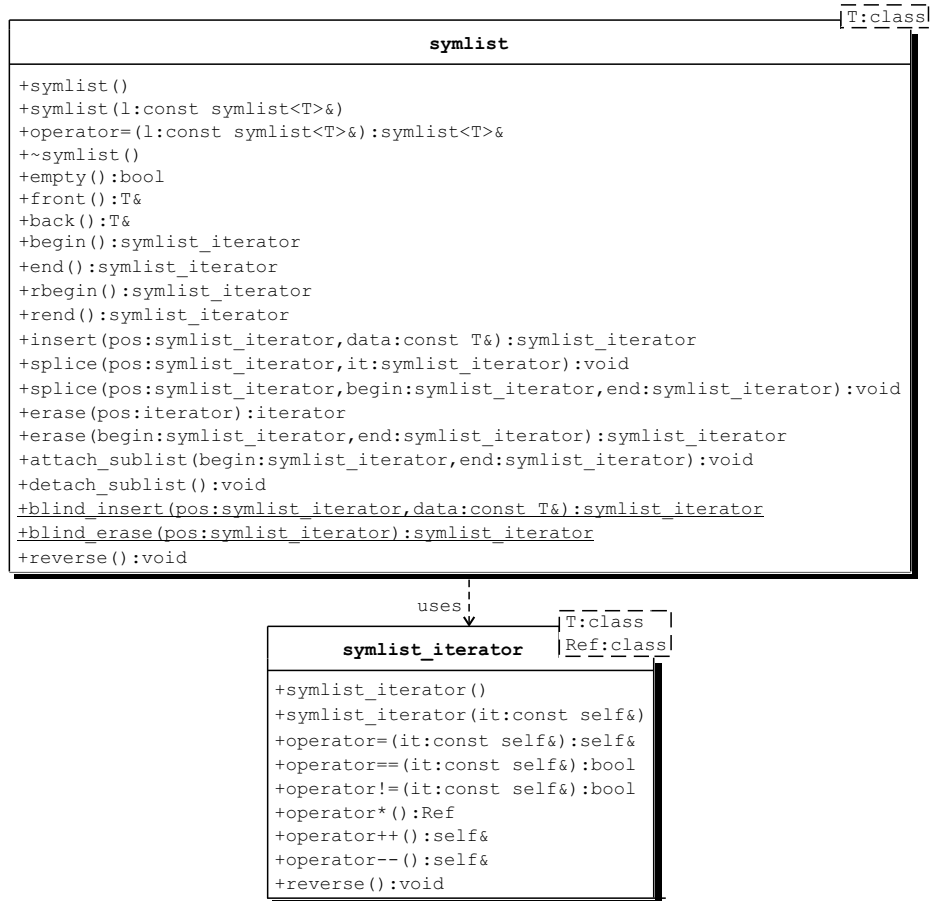 T:class
symlist
+symlist()
+symlist(l:const symlist<T>&)
+operator=(l:const symlist<T>&):symlist<T>&
+~symlist()
+empty():bool
+front():T&
+back():T&
+begin():symlist_iterator
+end():symlist_iterator
+rbegin():symlist_iterator
+rend():symlist_iterator
+insert(pos:symlist_iterator,data:const T&):symlist_iterator
+splice(pos:symlist_iterator,it:symlist_iterator):void
+splice(pos:symlist_iterator,begin:symlist_iterator,end:symlist_iterator):void
+erase(pos:iterator):iterator
+erase(begin:symlist_iterator,end:symlist_iterator):symlist_iterator
+attach_sublist(begin:symlist_iterator,end:symlist_iterator):void
+detach_sublist():void
+blind_insert(pos:symlist_iterator,data:const T&):symlist_iterator
+blind_erase(pos:symlist_iterator):symlist_iterator
+reverse():void
uses
T:class
Ref:class
symlist_iterator
+symlist_iterator()
+symlist_iterator(it:const self&)
+operator=(it:const self&):self&
+operator==(it:const self&):bool
+operator!=(it:const self&):bool
+operator*():Ref
+operator++():self&
+operator--():self&
+reverse():void